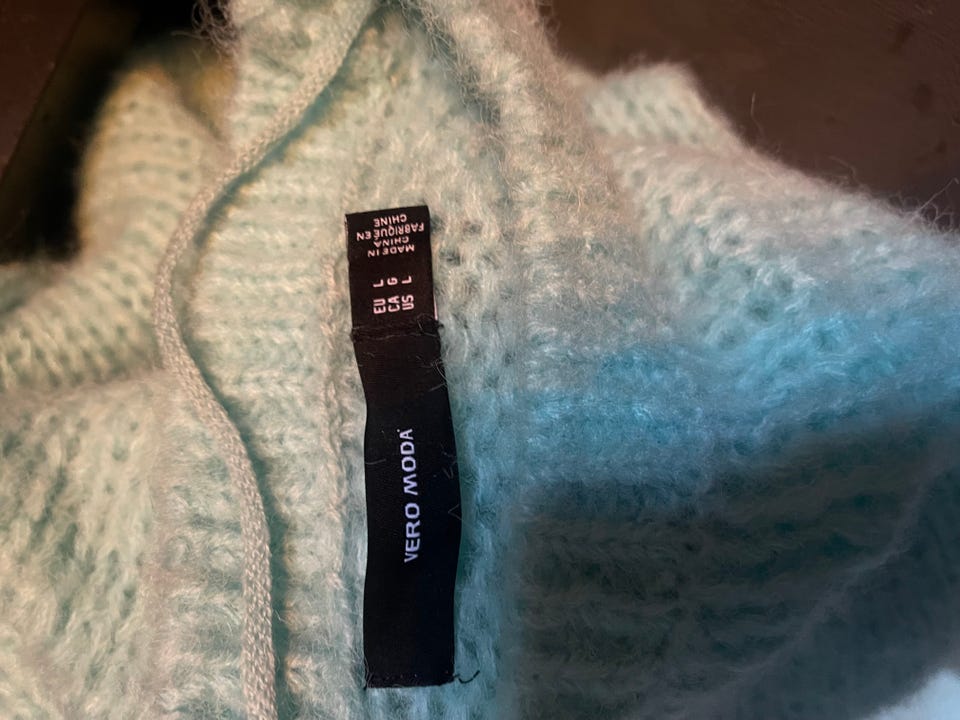 VERO MODA
EU L
CA G
US L
MADE IN
CHINA
FABRIQUÉ EN
CHINE